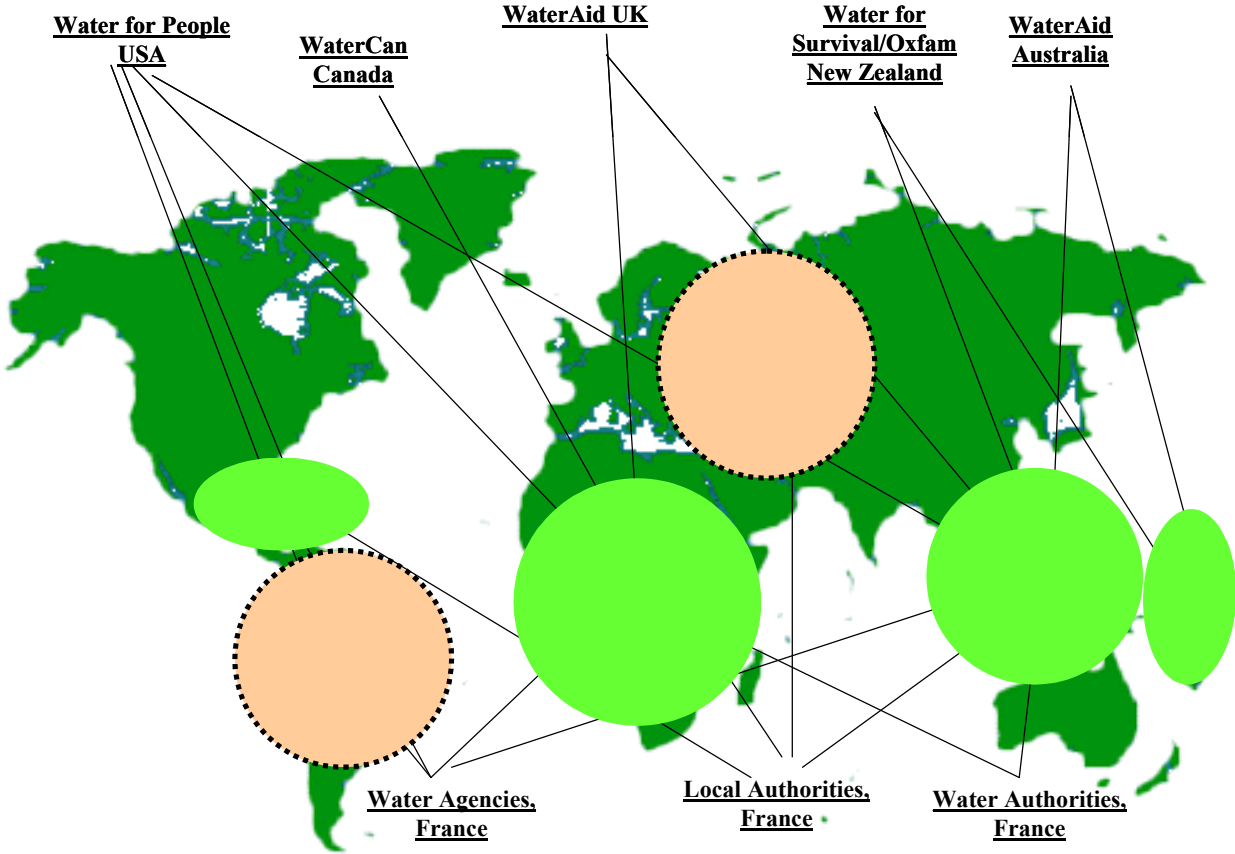 Water for People
USA
WaterCan
Canada
WaterAid UK
Water for
Survival/Oxfam
New Zealand
WaterAid
Australia
Water Agencies,
France
Local Authorities,
France
Water Authorities,
France